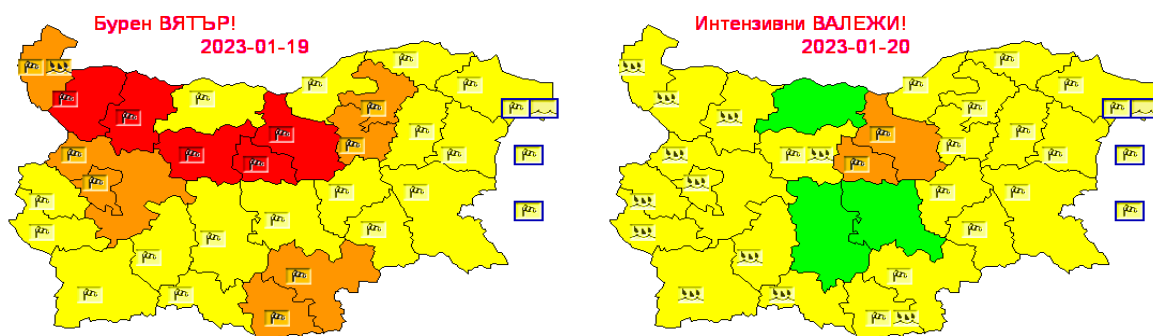 Бурен ВЯТЪР!
2023-01-19
Интензивни ВАЛЕЖИ!
2023-01-20